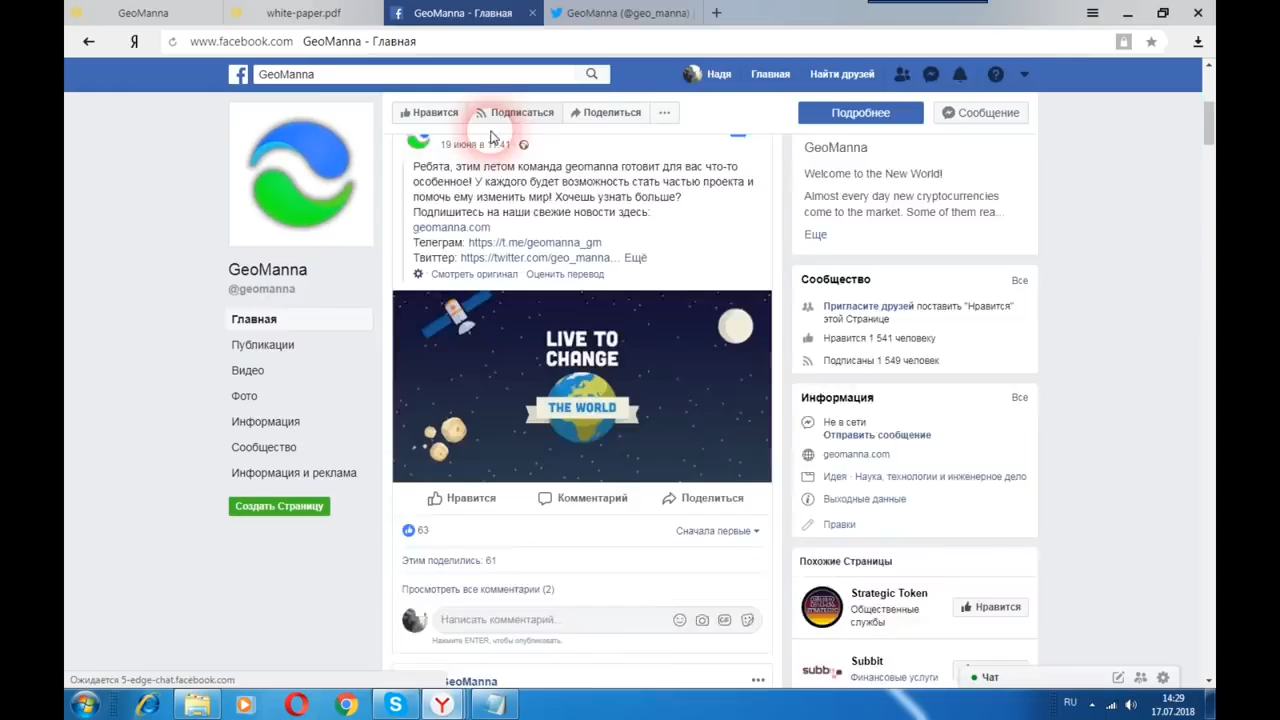 GeoManna
white-paper.pdf
GeoManna - Главная
GeoManna (@geo_manna)
www.facebook.com GeoManna - Главная
GeoManna
Надя
Главная
Найти друзей
Нравится
Подписаться
Поделиться
Подробнее
Сообщение
GeoManna
@geomanna
Главная
Публикации
Видео
Фото
Информация
Сообщество
Информация и реклама
Создать Страницу
19 июня в 11:41
Ребята, этим летом команда geomanna готовит для вас что-то
особенное! У каждого будет возможность стать частью проекта и
помочь ему изменить мир! Хочешь узнать больше?
Подпишитесь на наши свежие новости здесь:
geomanna.com
Телеграм: https://t.me/geomanna_gm
Твиттер: https://twitter.com/geo_manna... Ещё
Смотреть оригинал · Оценить перевод
LIVE TO
CHANGE
THE WORLD
Нравится
Комментарий
Поделиться
63
Сначала первые
Этим поделились: 61
Просмотреть все комментарии (2)
Написать комментарий...
Нажмите ENTER, чтобы опубликовать.
GeoManna
GeoManna
Welcome to the New World!
Almost every day new cryptocurrencies
come to the market. Some of them rea...
Еще
Сообщество
Все
Пригласите друзей поставить "Нравится"
этой Странице
Нравится 1 541 человеку
Подписаны 1 549 человек
Информация
Все
Не в сети
Отправить сообщение
geomanna.com
Идея · Наука, технологии и инженерное дело
Выходные данные
Правки
Похожие Страницы
Strategic Token
Общественные
службы
Нравится
Subbit
Финансовые услуги
subbit
Чат
Ожидается 5-edge-chat.facebook.com
RU
14:29
17.07.2018